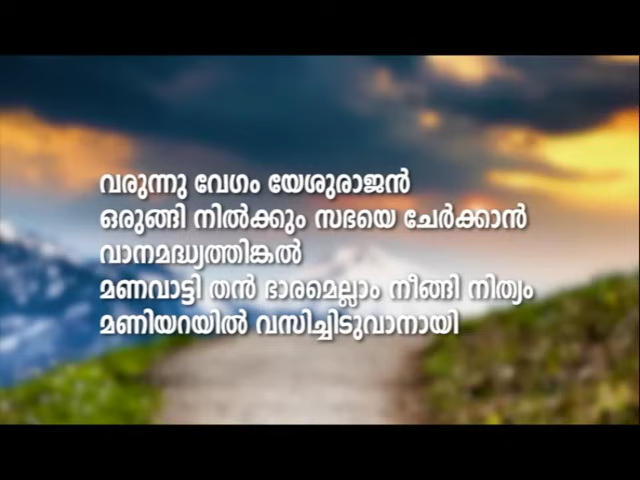 വരുന്നു വേഗം യേശുരാജൻ
ഒരുങ്ങി നിൽക്കും സഭയെ ചേർക്കാൻ
വാനമദ്ധ്യത്തിങ്കൽ
മണവാട്ടി തൻ ഭാരമെല്ലാം നീങ്ങി നിത്യം
മണിയറയിൽ വസിച്ചിടുവാനായി